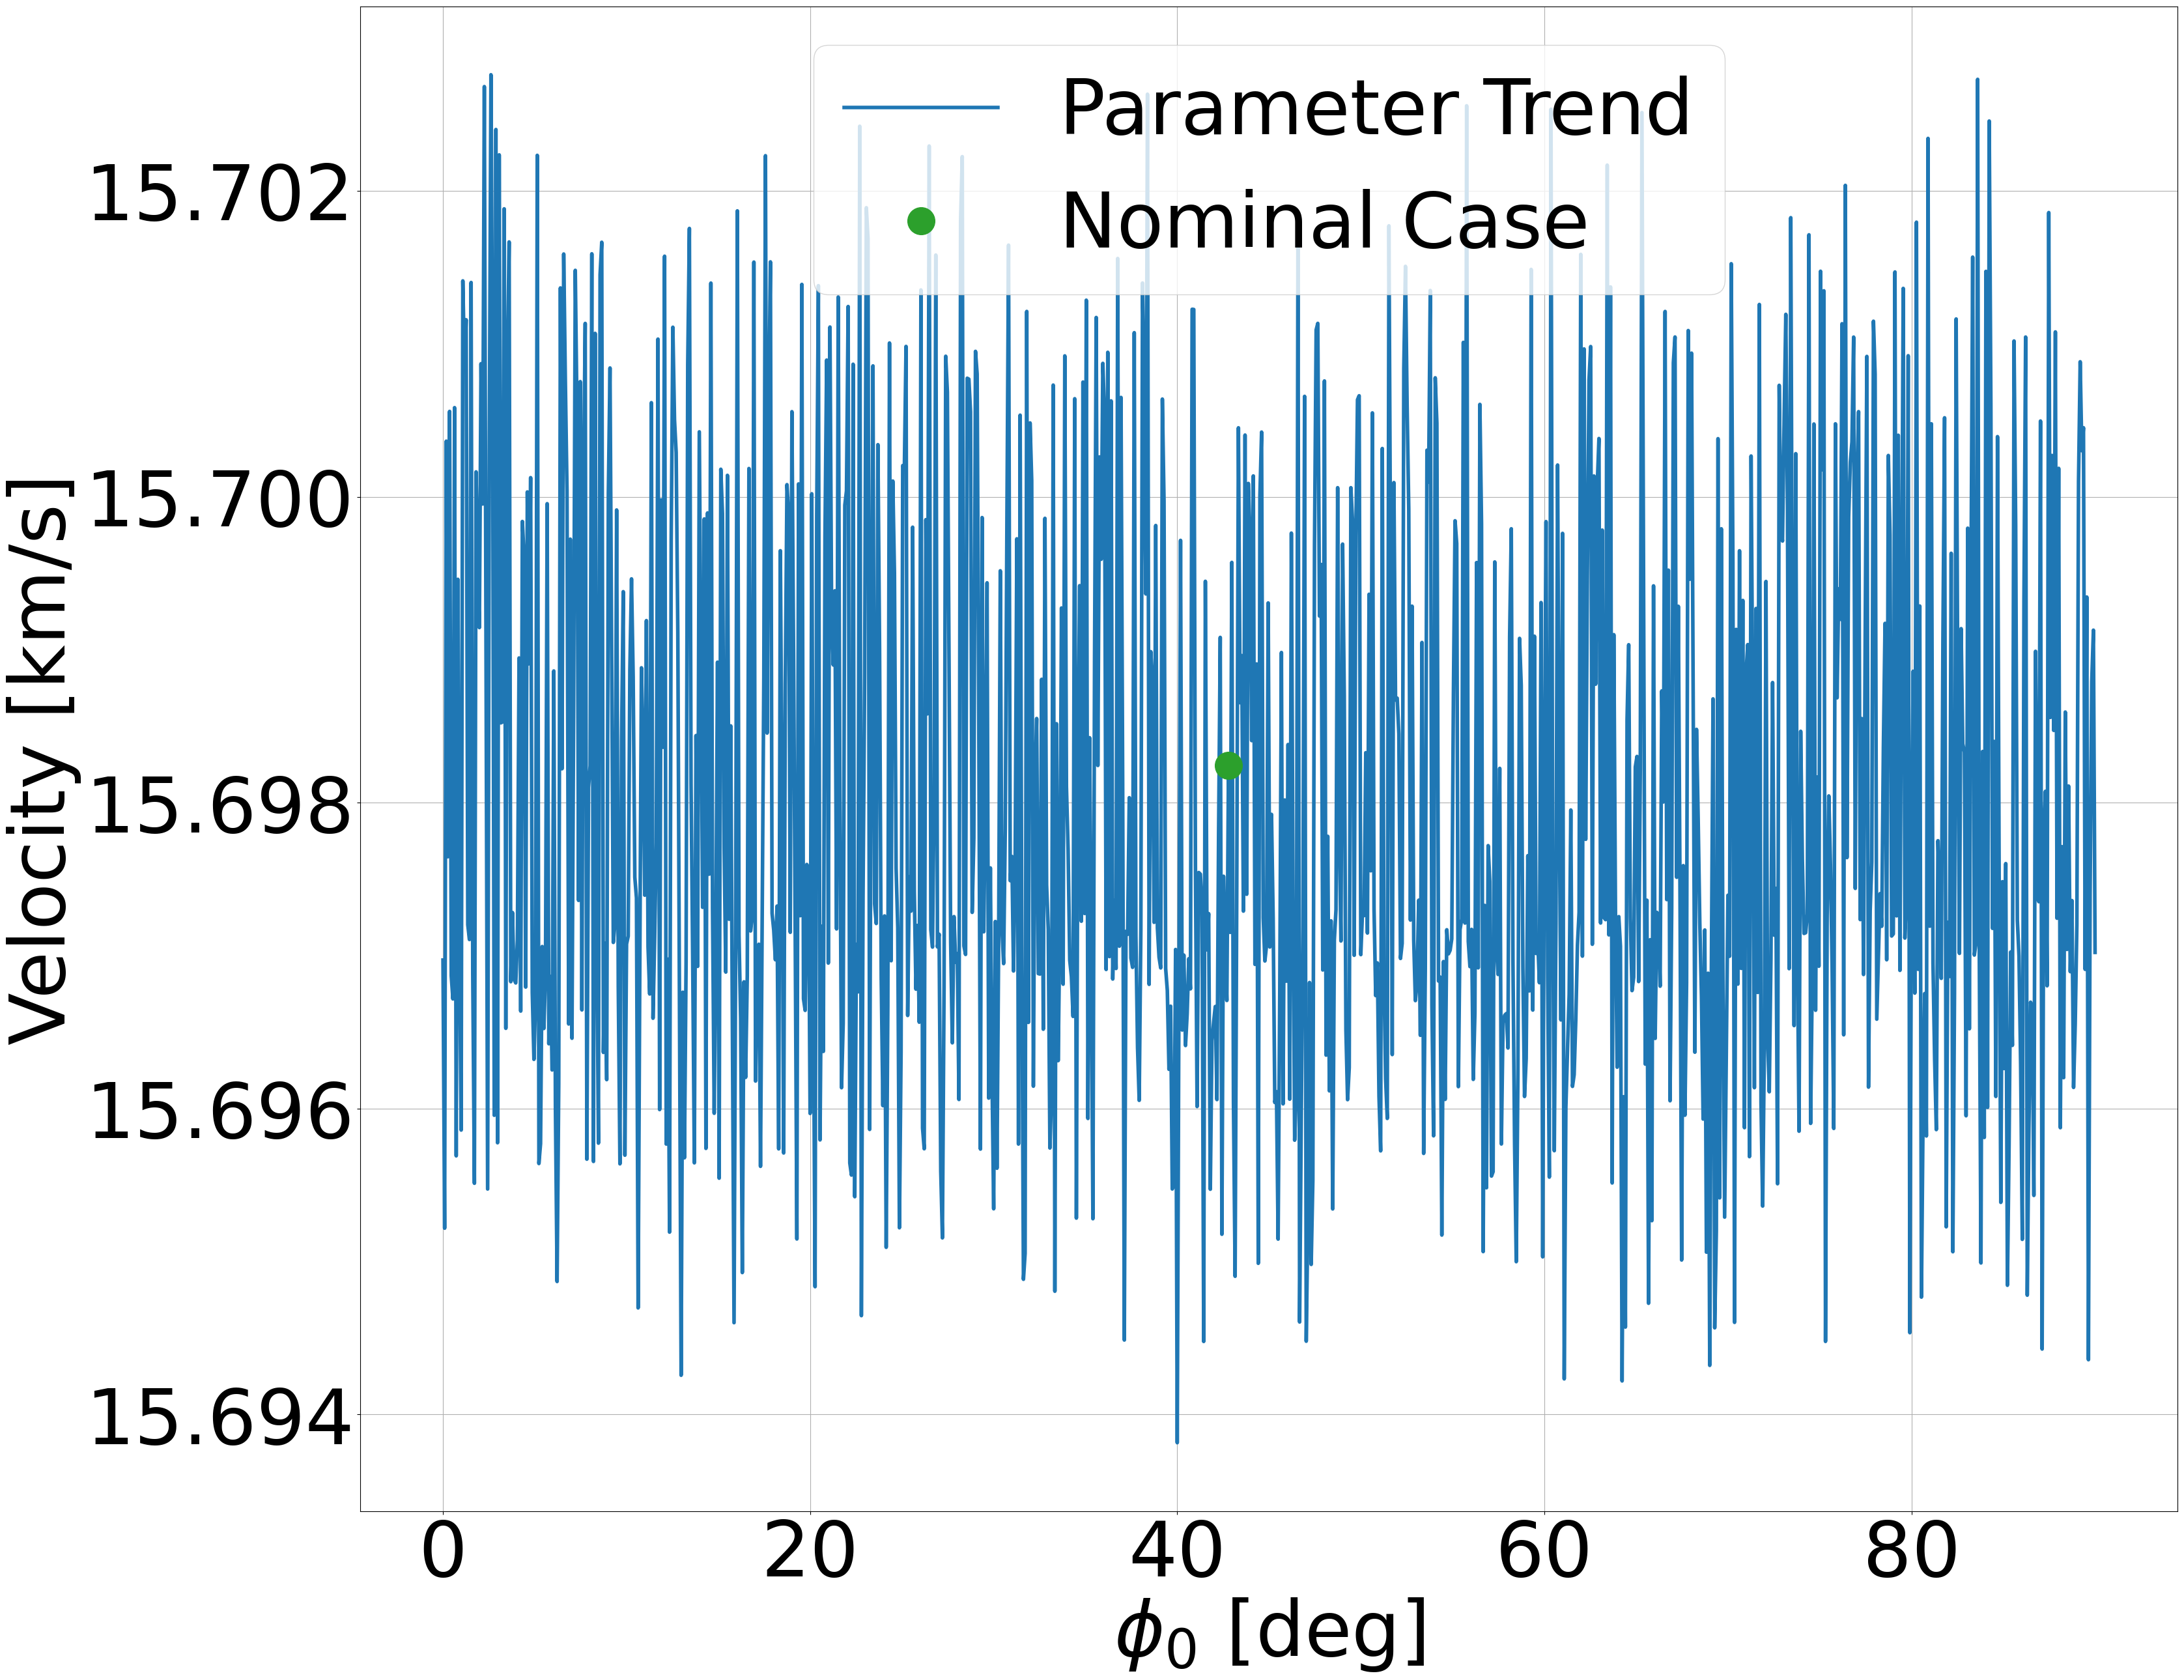 Parameter Trend
Nominal Case
Velocity [km/s]
15.702
15.700
15.698
15.696
15.694
0 20 40 60 80
ϕ₀ [deg]